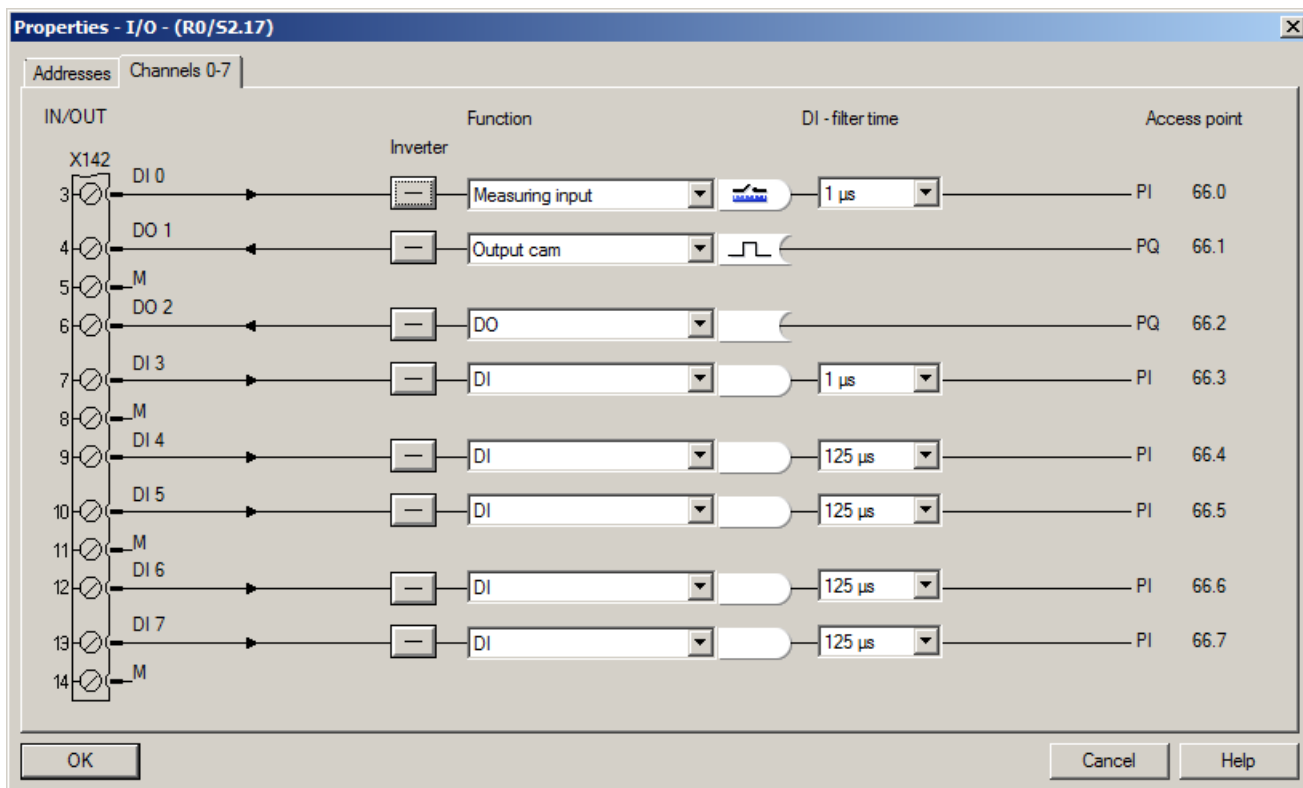 Properties - I/O - (R0/S2.17)
Addresses Channels 0-7
IN/OUT Function DI - filter time Access point
Inverter
X142
DI 0
3 Measuring input 1 µs PI 66.0
DO 1
4 Output cam PQ 66.1
5 M
DO 2
6 DO PQ 66.2
DI 3
7 DI 1 µs PI 66.3
8 M
DI 4
9 DI 125 µs PI 66.4
DI 5
10 DI 125 µs PI 66.5
11 M
DI 6
12 DI 125 µs PI 66.6
DI 7
13 DI 125 µs PI 66.7
14 M
OK Cancel Help